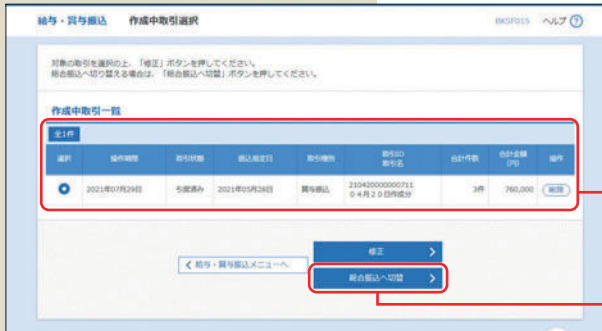 給与・賞与振込 作成中取引選択 BKSF015 ヘルプ ?
対象の取引を選択の上、「修正」ボタンを押してください。
総合振込へ切り替える場合は、「総合振込へ切替」ボタンを押してください。
作成中取引一覧
全1件
選択 操作期限 取引状態 振込指定日 取引種別 取引ID 合計件数 合計金額 操作
取引名 (円)
2021年07月29日 引戻済み 2021年05月28日 賞与振込 210420000000711 3件 760,000 削除
04月20日作成分
修正
給与・賞与振込メニューへ
総合振込へ切替